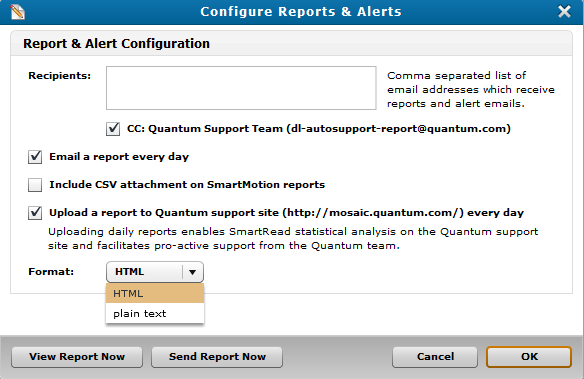 Configure Reports & Alerts
Report & Alert Configuration
Recipients:
Comma separated list of
email addresses which receive
reports and alert emails.
CC: Quantum Support Team (dl-autosupport-report@quantum.com)
Email a report every day
Include CSV attachment on SmartMotion reports
Upload a report to Quantum support site (http://mosaic.quantum.com/) every day
Uploading daily reports enables SmartRead statistical analysis on the Quantum support
site and facilitates pro-active support from the Quantum team.
Format: HTML
HTML
plain text
View Report Now Send Report Now Cancel OK